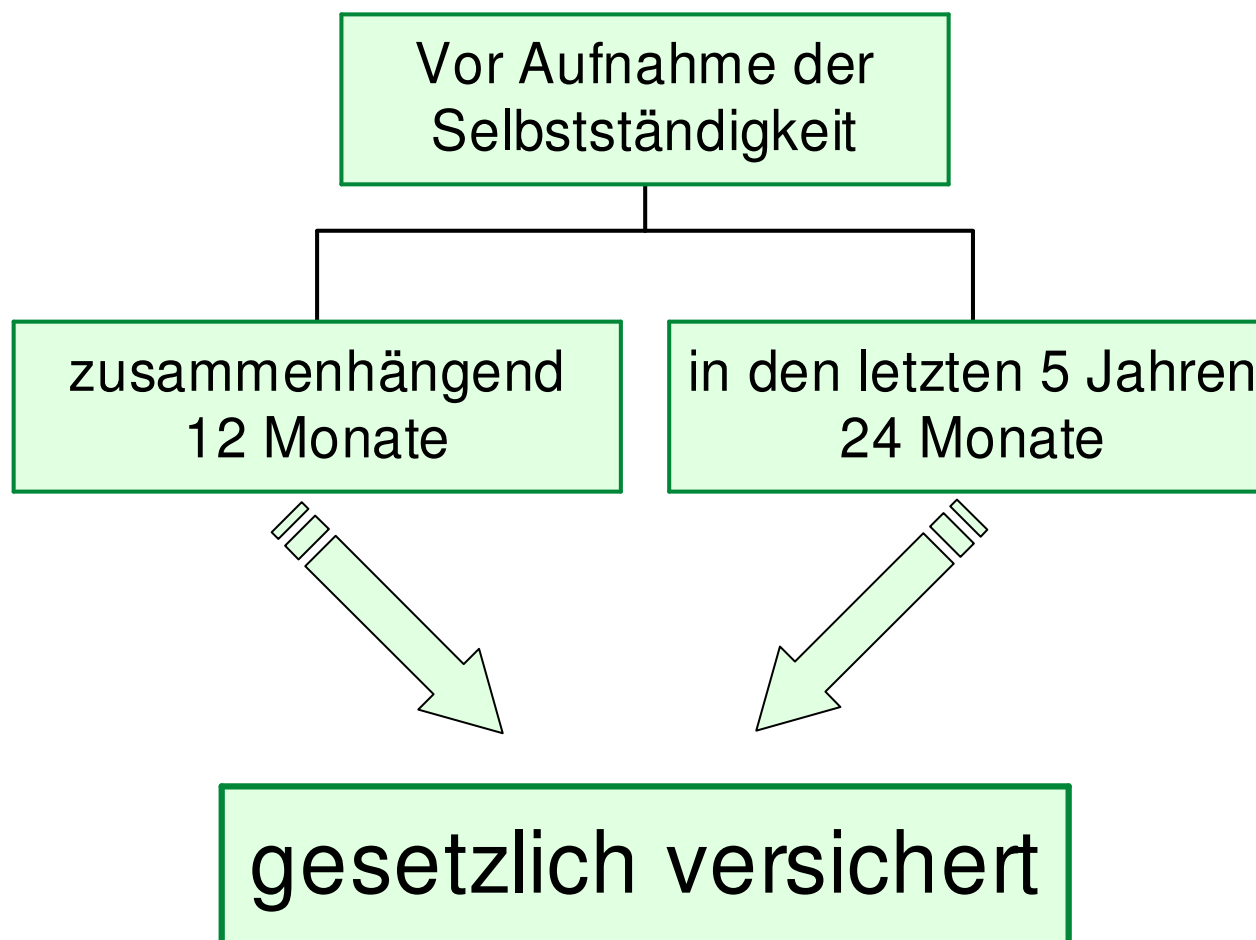 Vor Aufnahme der
Selbstständigkeit
zusammenhängend
12 Monate
in den letzten 5 Jahren
24 Monate
gesetzlich versichert